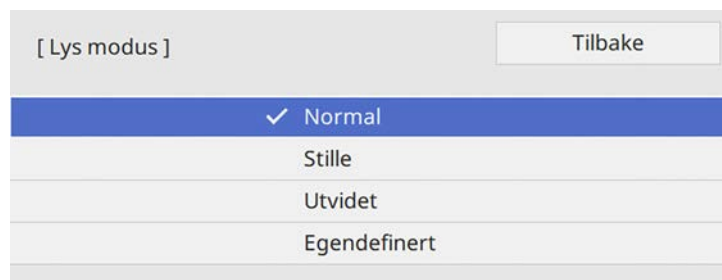 [ Lys modus ]
Tilbake
Normal
Stille
Utvidet
Egendefinert